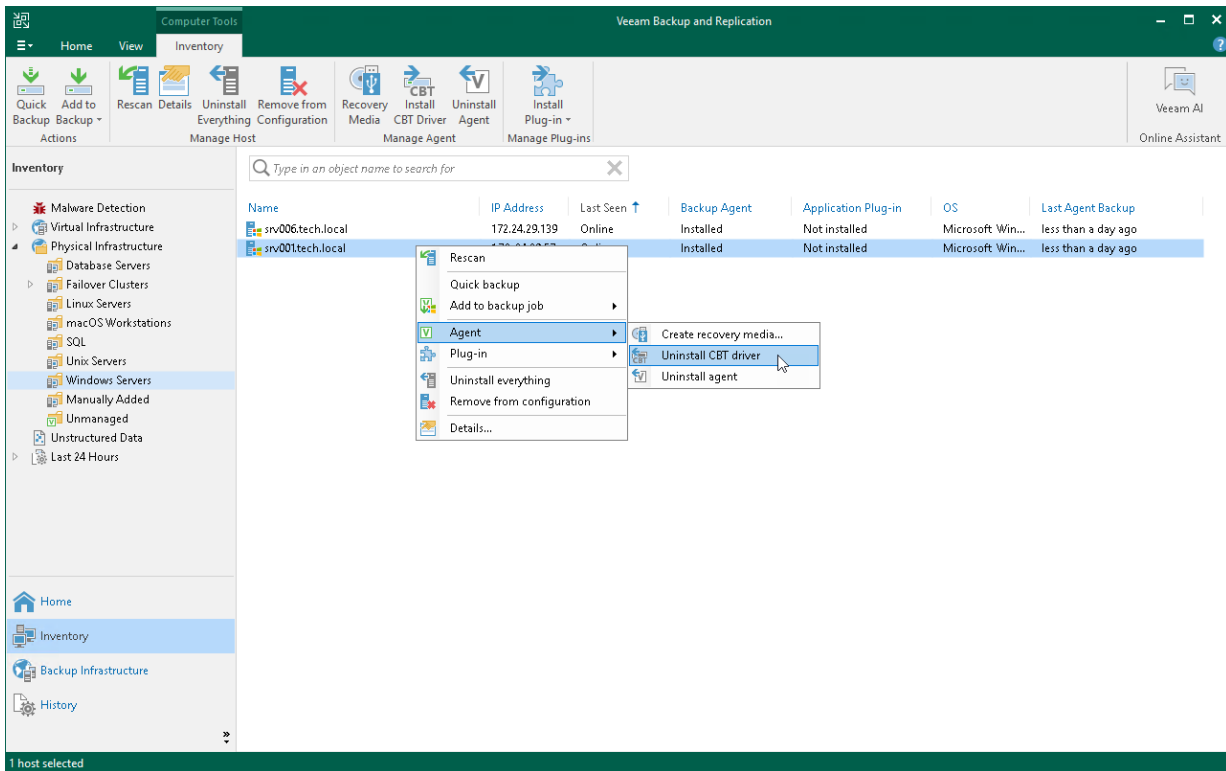 Computer Tools
Veeam Backup and Replication
Home View Inventory
?
Quick Backup
Add to Backup
Rescan
Details
Uninstall Everything
Remove from Configuration
Recovery Media
CBT
Install CBT Driver
Uninstall Agent
Install Plug-in
Veeam AI
Actions
Manage Host
Manage Agent
Manage Plug-ins
Online Assistant
Inventory
Type in an object name to search for
Malware Detection
Virtual Infrastructure
Physical Infrastructure
Database Servers
Failover Clusters
Linux Servers
macOS Workstations
SQL
Unix Servers
Windows Servers
Manually Added
Unmanaged
Unstructured Data
Last 24 Hours
Name IP Address Last Seen Backup Agent Application Plug-in OS Last Agent Backup
srv006.tech.local 172.24.29.139 Online Installed Not installed Microsoft Win... less than a day ago
srv001.tech.local Installed Not installed Microsoft Win... less than a day ago
Rescan
Quick backup
Add to backup job
Agent
Plug-in
Uninstall everything
Remove from configuration
Details...
Create recovery media...
Uninstall CBT driver
Uninstall agent
Home
Inventory
Backup Infrastructure
History
1 host selected